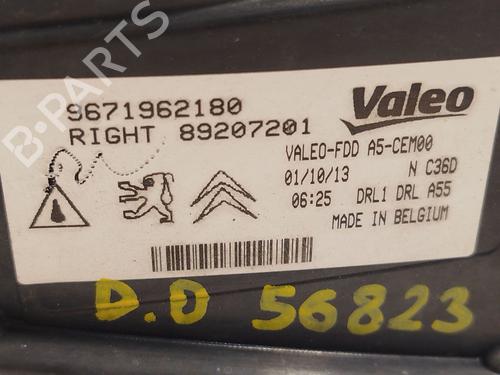 B-PARTS
9671962180
RIGHT 89207201
Valeo
VALEO-FDD A5-CEM00
01/10/13 N C36D
06:25 DRL1 DRL A55
MADE IN BELGIUM
D.D 56823